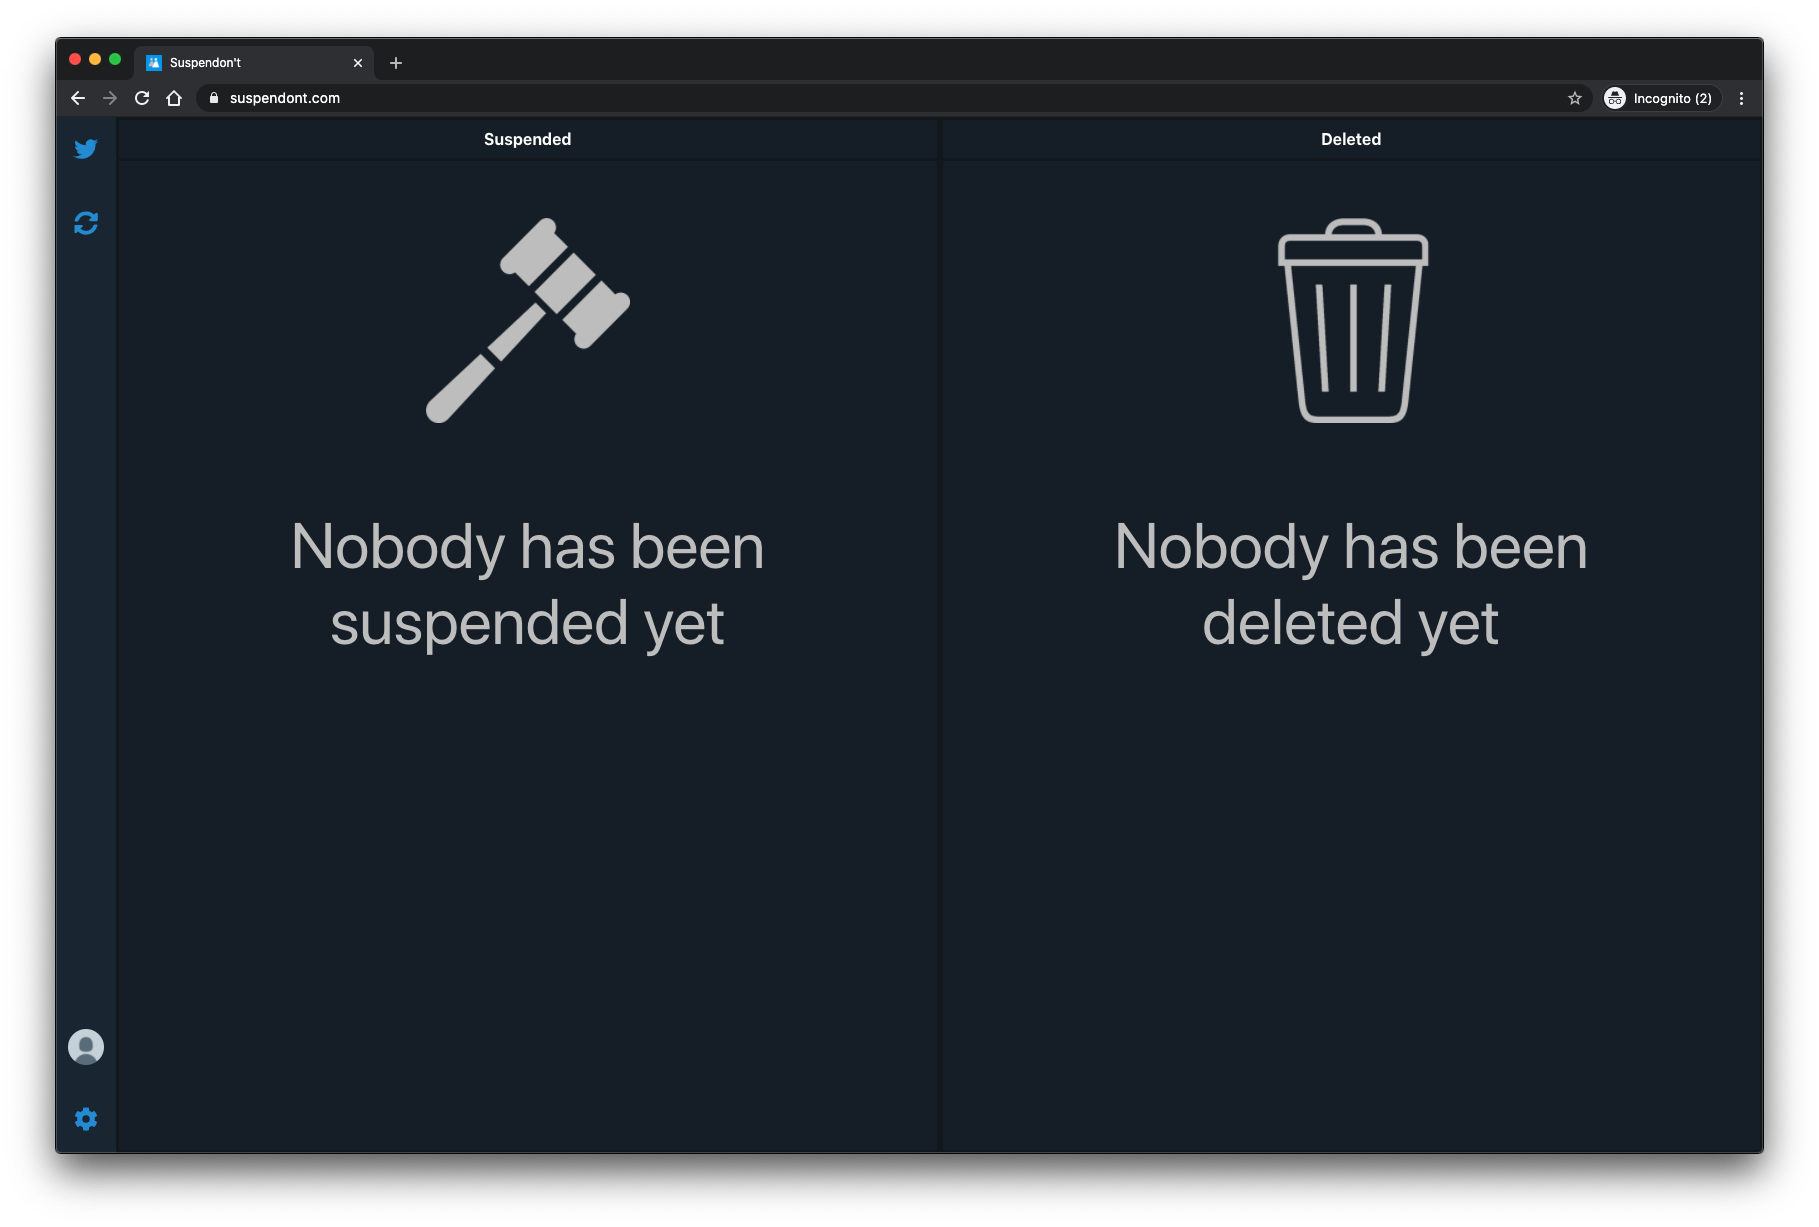 Suspendon't
suspendont.com
Incognito (2)
Suspended
Deleted
Nobody has been
suspended yet
Nobody has been
deleted yet